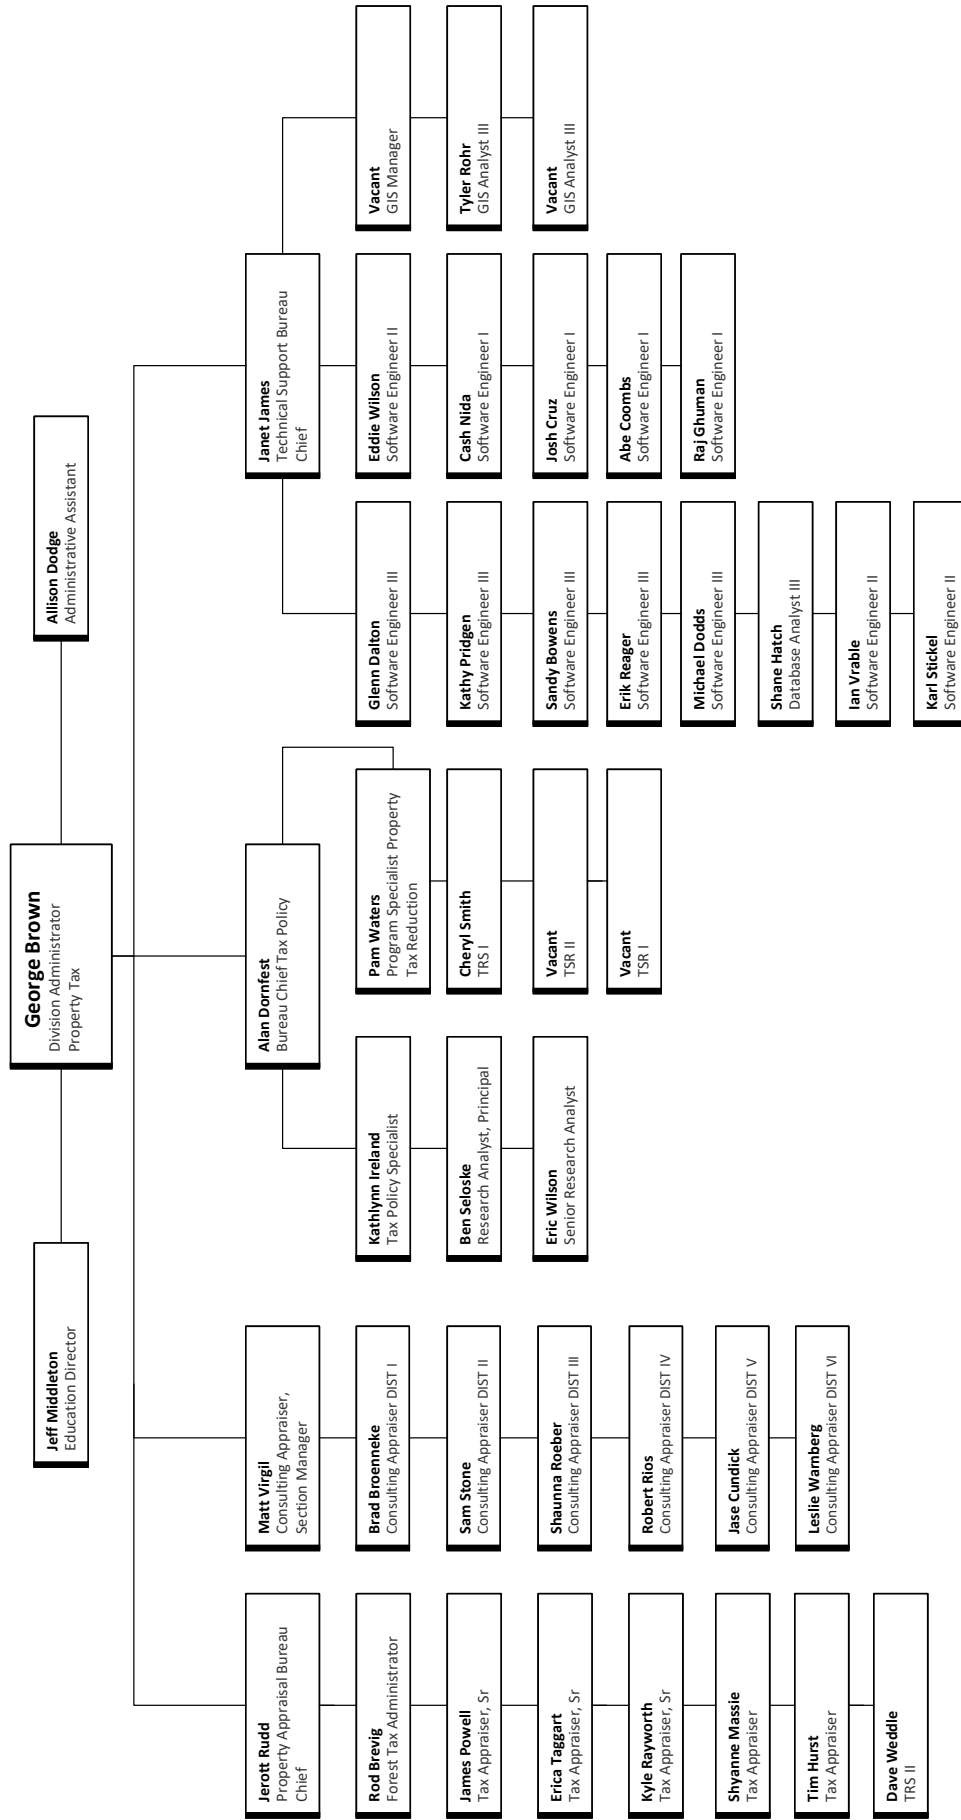 George Brown
Division Administrator
Property Tax
Jeff Middleton
Education Director
Allison Dodge
Administrative Assistant
Jerott Rudd
Property Appraisal Bureau
Chief
Rod Brevig
Forest Tax Administrator
James Powell
Tax Appraiser, Sr
Erica Taggart
Tax Appraiser, Sr
Kyle Rayworth
Tax Appraiser, Sr
Shyanne Massie
Tax Appraiser
Tim Hurst
Tax Appraiser
Dave Weddle
TRS II
Matt Virgil
Consulting Appraiser,
Section Manager
Brad Broenneke
Consulting Appraiser DIST I
Sam Stone
Consulting Appraiser DIST II
Shaunna Roeber
Consulting Appraiser DIST III
Robert Rios
Consulting Appraiser DIST IV
Jase Cundick
Consulting Appraiser DIST V
Leslie Warnberg
Consulting Appraiser DIST VI
Alan Dornfest
Bureau Chief Tax Policy
Kathlynn Ireland
Tax Policy Specialist
Ben Seloske
Research Analyst, Principal
Eric Wilson
Senior Research Analyst
Pam Waters
Program Specialist Property
Tax Reduction
Cheryl Smith
TRS I
Vacant
TSR II
Vacant
TSR I
Janet James
Technical Support Bureau
Chief
Glenn Dalton
Software Engineer III
Kathy Pridgen
Software Engineer III
Sandy Bowens
Software Engineer III
Erik Reager
Software Engineer III
Michael Dodds
Software Engineer III
Shane Hatch
Database Analyst III
Ian Vrable
Software Engineer II
Karl Stickel
Software Engineer II
Eddie Wilson
Software Engineer II
Cash Nida
Software Engineer I
Josh Cruz
Software Engineer I
Abe Coombs
Software Engineer I
Raj Ghuman
Software Engineer I
Vacant
GIS Manager
Tyler Rohr
GIS Analyst III
Vacant
GIS Analyst III